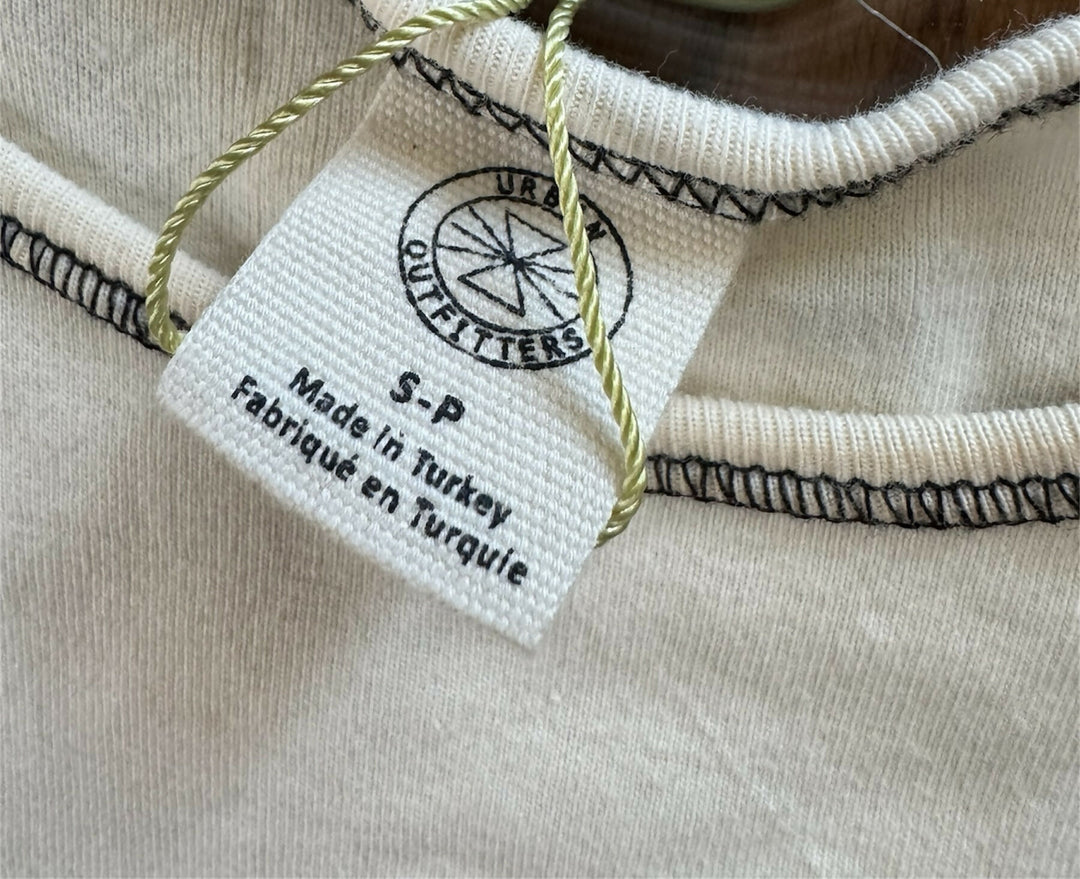 URBAN
OUTFITTERS
S-P
Made in Turkey
Fabriqué en Turquie